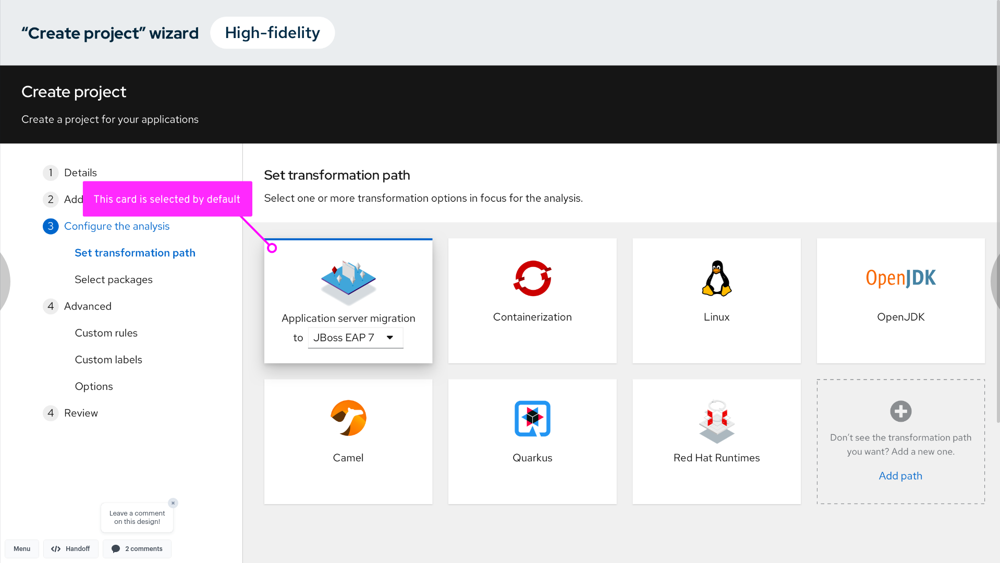 “Create project” wizard
High-fidelity
Create project
Create a project for your applications
1 Details
2 Add
This card is selected by default
3 Configure the analysis
Set transformation path
Select packages
4 Advanced
Custom rules
Custom labels
Options
4 Review
Set transformation path
Select one or more transformation options in focus for the analysis.
Application server migration
to JBoss EAP 7
Containerization
Linux
OpenJDK
OpenJDK
Camel
Quarkus
Red Hat Runtimes
Don’t see the transformation path
you want? Add a new one.
Add path
Leave a comment
on this design!
Menu
</> Handoff
2 comments